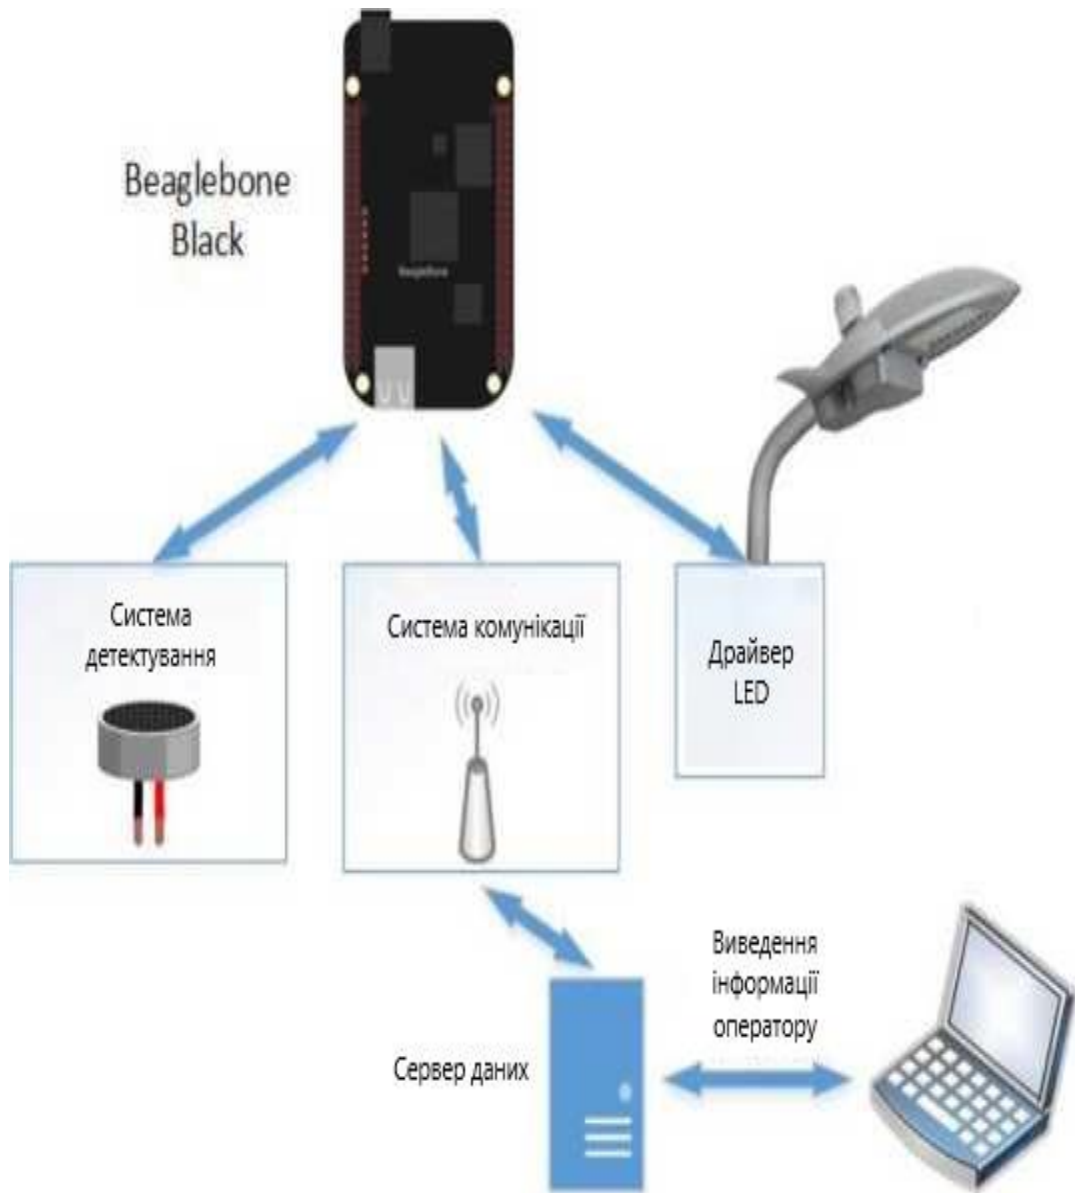 Beaglebone
Black
BeagleBone
Система
детектування
Система комунікації
Драйвер
LED
Виведення
інформації
оператору
Сервер даних